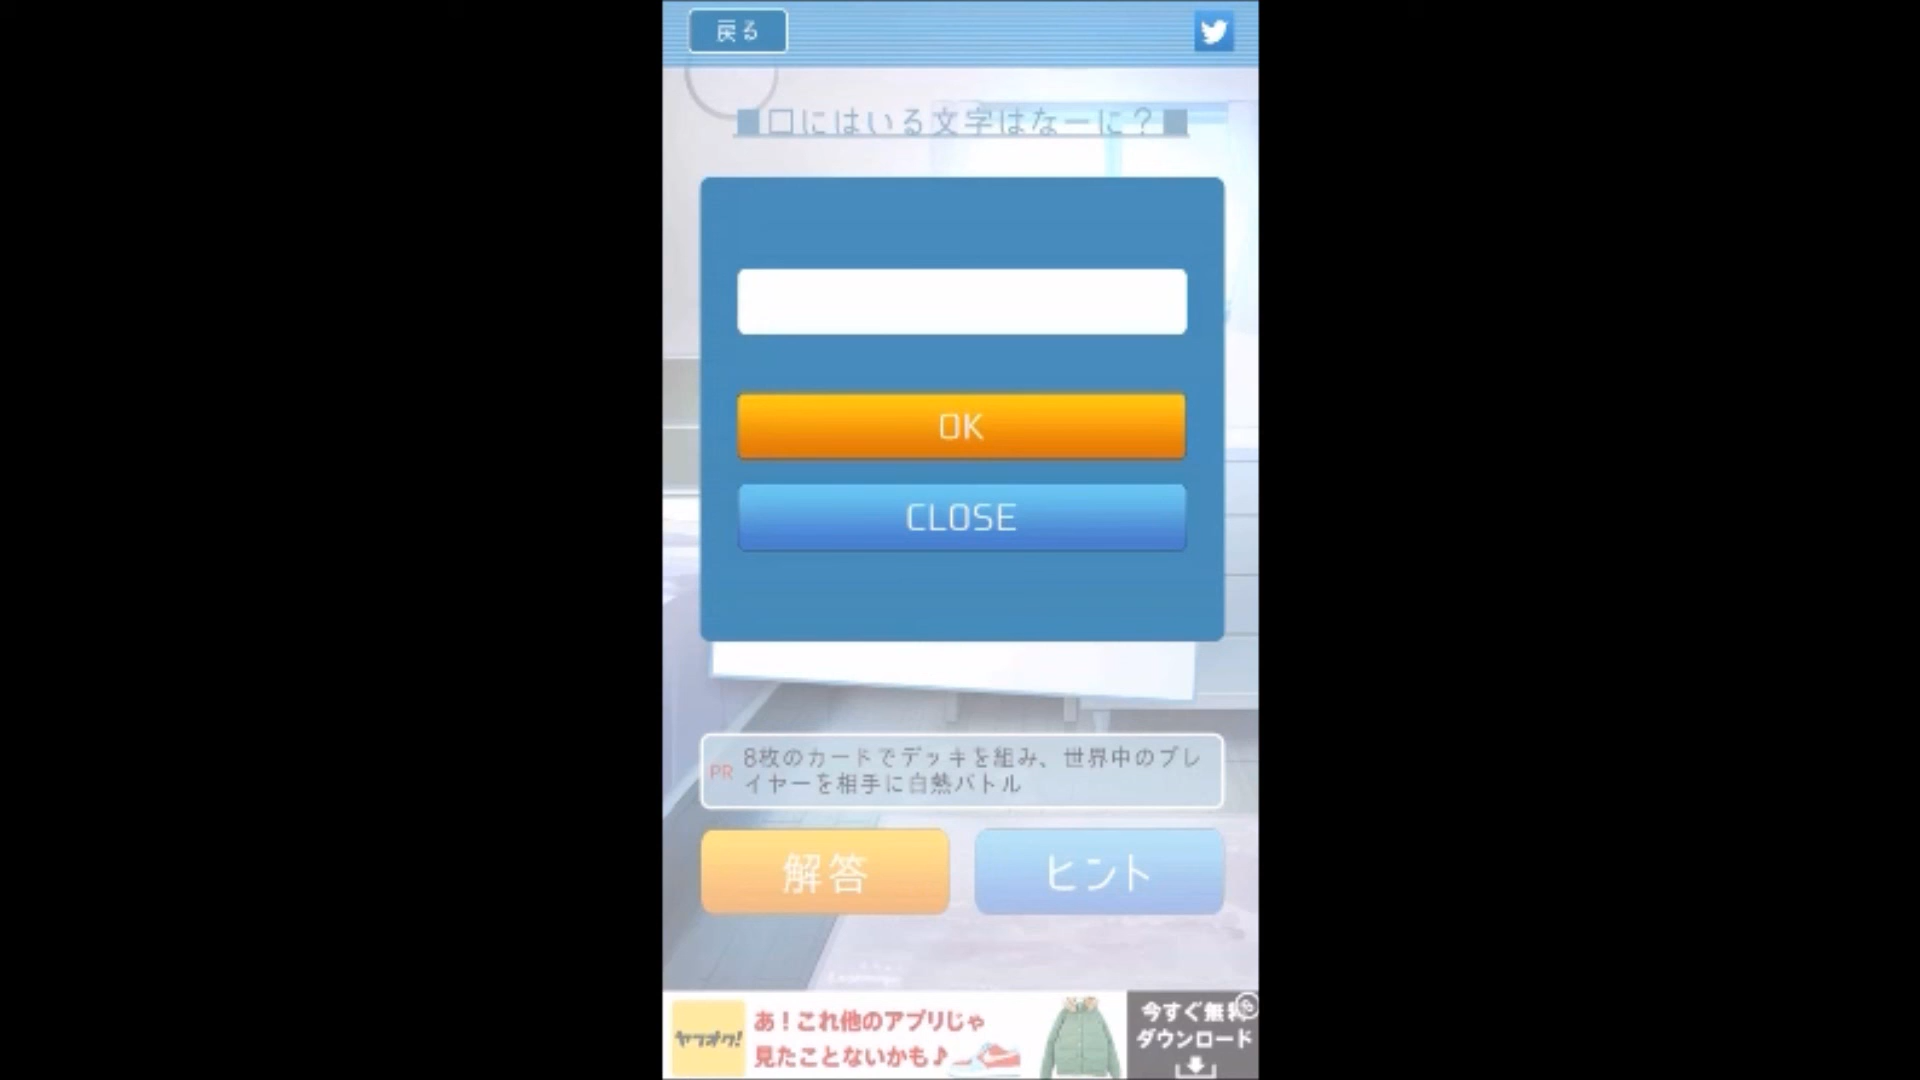 戻る
■口にはいる文字はなーに？■
OK
CLOSE
PR
8枚のカードでデッキを組み、世界中のプレ
イヤーを相手に白熱バトル
解答
ヒント
ヤフオク!
あ！これ他のアプリじゃ
見たことないかも♪
今すぐ無料
ダウンロード